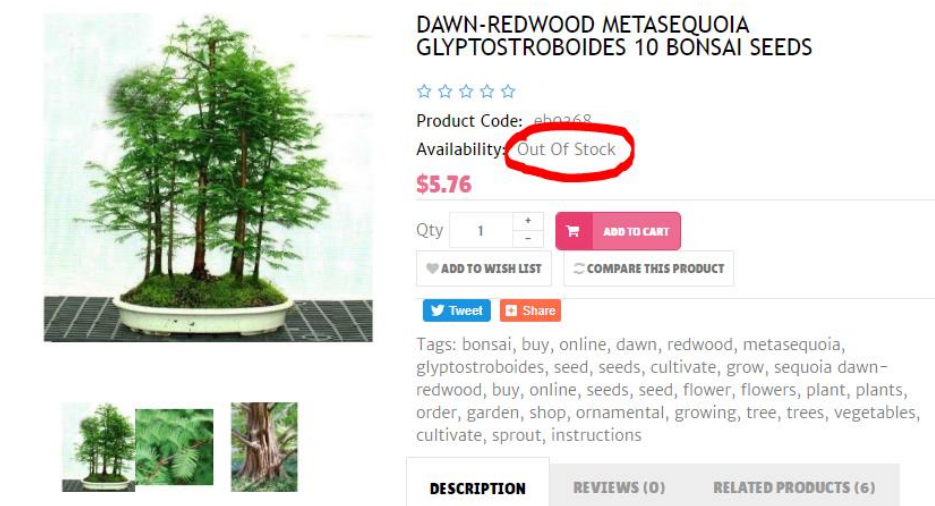 DAWN-REDWOOD METASEQUOIA
GLYPTOSTROBOIDES 10 BONSAI SEEDS
Product Code: eb0368
Availability: Out Of Stock
$5.76
Qty 1 + - ADD TO CART
ADD TO WISH LIST COMPARE THIS PRODUCT
Tweet Share
Tags: bonsai, buy, online, dawn, redwood, metasequoia,
glyptostroboides, seed, seeds, cultivate, grow, sequoia dawn-
redwood, buy, online, seeds, seed, flower, flowers, plant, plants,
order, garden, shop, ornamental, growing, tree, trees, vegetables,
cultivate, sprout, instructions
DESCRIPTION REVIEWS (0) RELATED PRODUCTS (6)